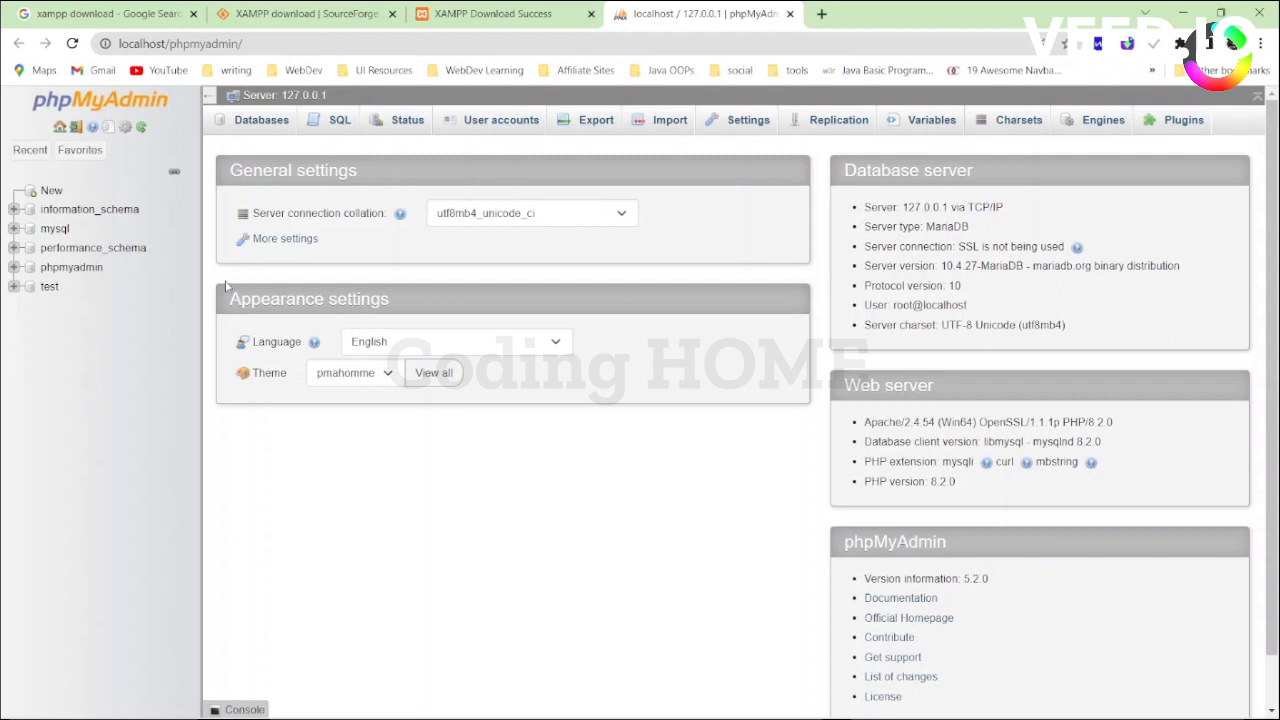 xampp download - Google Searc
XAMPP download | SourceForge.
XAMPP Download Success
localhost / 127.0.0.1 | phpMyAdn
localhost/phpmyadmin/
VEED.IO
Maps
Gmail
YouTube
writing
WebDev
UI Resources
WebDev Learning
Affiliate Sites
Java OOPs
social
tools
Java Basic Program...
19 Awesome Navba...
Other bookmarks
phpMyAdmin
Recent
Favorites
New
information_schema
mysql
performance_schema
phpmyadmin
test
Server: 127.0.0.1
Databases
SQL
Status
User accounts
Export
Import
Settings
Replication
Variables
Charsets
Engines
Plugins
General settings
Server connection collation:
utf8mb4_unicode_ci
More settings
Appearance settings
Language
English
Theme
pmahomme
View all
Coding HOME
Database server
Server: 127.0.0.1 via TCP/IP
Server type: MariaDB
Server connection: SSL is not being used
Server version: 10.4.27-MariaDB - mariadb.org binary distribution
Protocol version: 10
User: root@localhost
Server charset: UTF-8 Unicode (utf8mb4)
Web server
Apache/2.4.54 (Win64) OpenSSL/1.1.1p PHP/8.2.0
Database client version: libmysql - mysqlnd 8.2.0
PHP extension: mysqli curl mbstring
PHP version: 8.2.0
phpMyAdmin
Version information: 5.2.0
Documentation
Official Homepage
Contribute
Get support
List of changes
License
Console